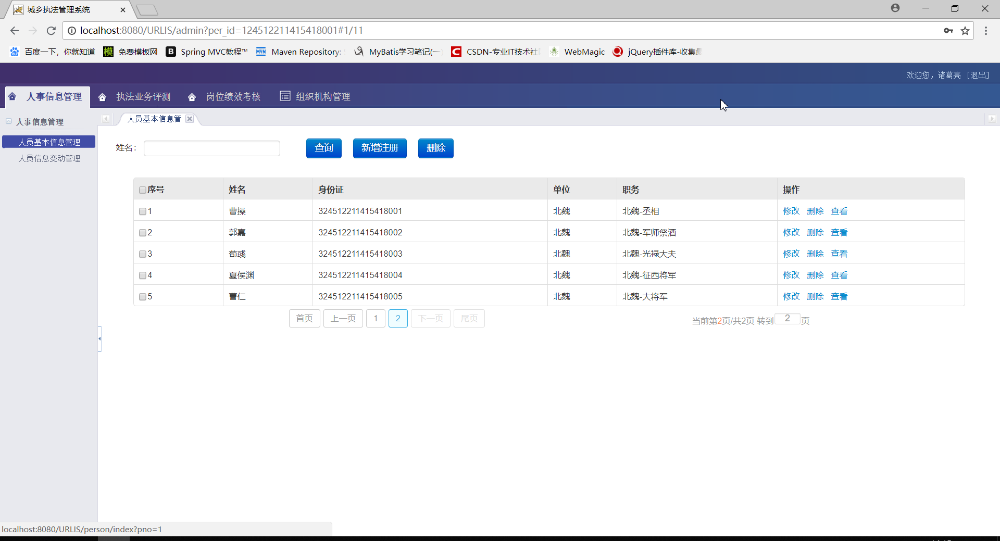 城乡执法管理系统
localhost:8080/URLIS/admin?per_id=124512211415418001#1/11
百度一下，你就知道 免费模板网 Spring MVC教程™ Maven Repository: MyBatis学习笔记(一 CSDN-专业IT技术社 WebMagic jQuery插件库-收集
欢迎您，诸葛亮 [退出]
人事信息管理 执法业务评测 岗位绩效考核 组织机构管理
人事信息管理
人员基本信息管理
人员信息变动管理
人员基本信息管
姓名： 查询 新增注册 删除
序号 姓名 身份证 单位 职务 操作
1 曹操 324512211415418001 北魏 北魏-丞相 修改 删除 查看
2 郭嘉 324512211415418002 北魏 北魏-军师祭酒 修改 删除 查看
3 荀彧 324512211415418003 北魏 北魏-光禄大夫 修改 删除 查看
4 夏侯渊 324512211415418004 北魏 北魏-征西将军 修改 删除 查看
5 曹仁 324512211415418005 北魏 北魏-大将军 修改 删除 查看
首页 上一页 1 2 下一页 尾页 当前第2页/共2页 转到 2 页
localhost:8080/URLIS/person/index?pno=1